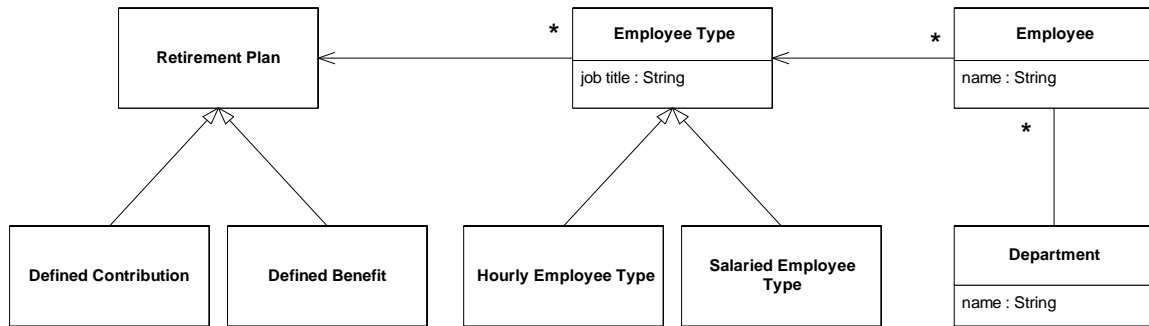 *
Employee Type
*
Employee
Retirement Plan
job title : String
name : String
*
Defined Contribution
Defined Benefit
Hourly Employee Type
Salaried Employee
Type
Department
name : String